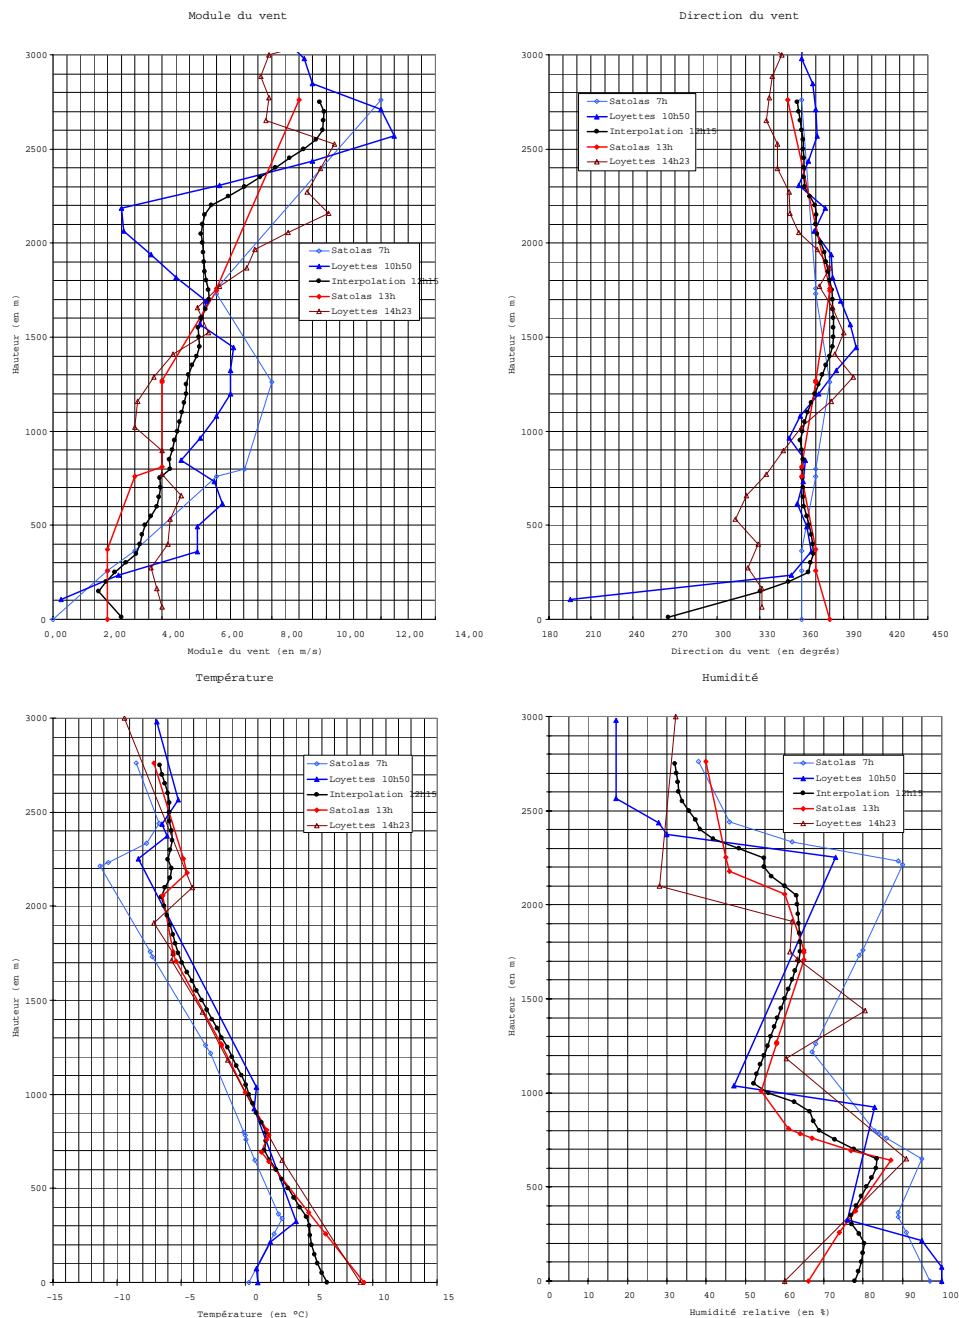 Module du vent
3000
2500
2000
1500
1000
500
0
Hauteur (en m)
Satolas 7h
Loyettes 10h50
Interpolation 12h15
Satolas 13h
Loyettes 14h23
0,00 2,00 4,00 6,00 8,00 10,00 12,00 14,00
Module du vent (en m/s)
Direction du vent
3000
2500
2000
1500
1000
500
0
Hauteur (en m)
Satolas 7h
Loyettes 10h50
Interpolation 12h15
Satolas 13h
Loyettes 14h23
180 210 240 270 300 330 360 390 420 450
Direction du vent (en degrés)
Température
3000
2500
2000
1500
1000
500
0
Hauteur (en m)
Satolas 7h
Loyettes 10h50
Interpolation 12h15
Satolas 13h
Loyettes 14h23
-15 -10 -5 0 5 10 15
Température (en °C)
Humidité
3000
2500
2000
1500
1000
500
0
Hauteur (en m)
Satolas 7h
Loyettes 10h50
Interpolation 12h15
Satolas 13h
Loyettes 14h23
0 10 20 30 40 50 60 70 80 90 100
Humidité relative (en %)